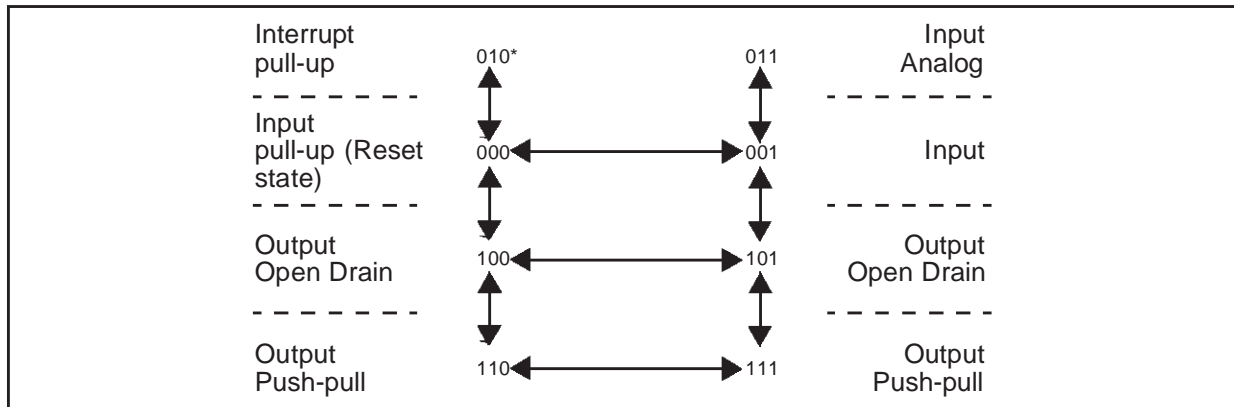 Interrupt
pull-up
010*
011
Input
Analog
Input
pull-up (Reset
state)
000
001
Input
Output
Open Drain
100
101
Output
Open Drain
Output
Push-pull
110
111
Output
Push-pull